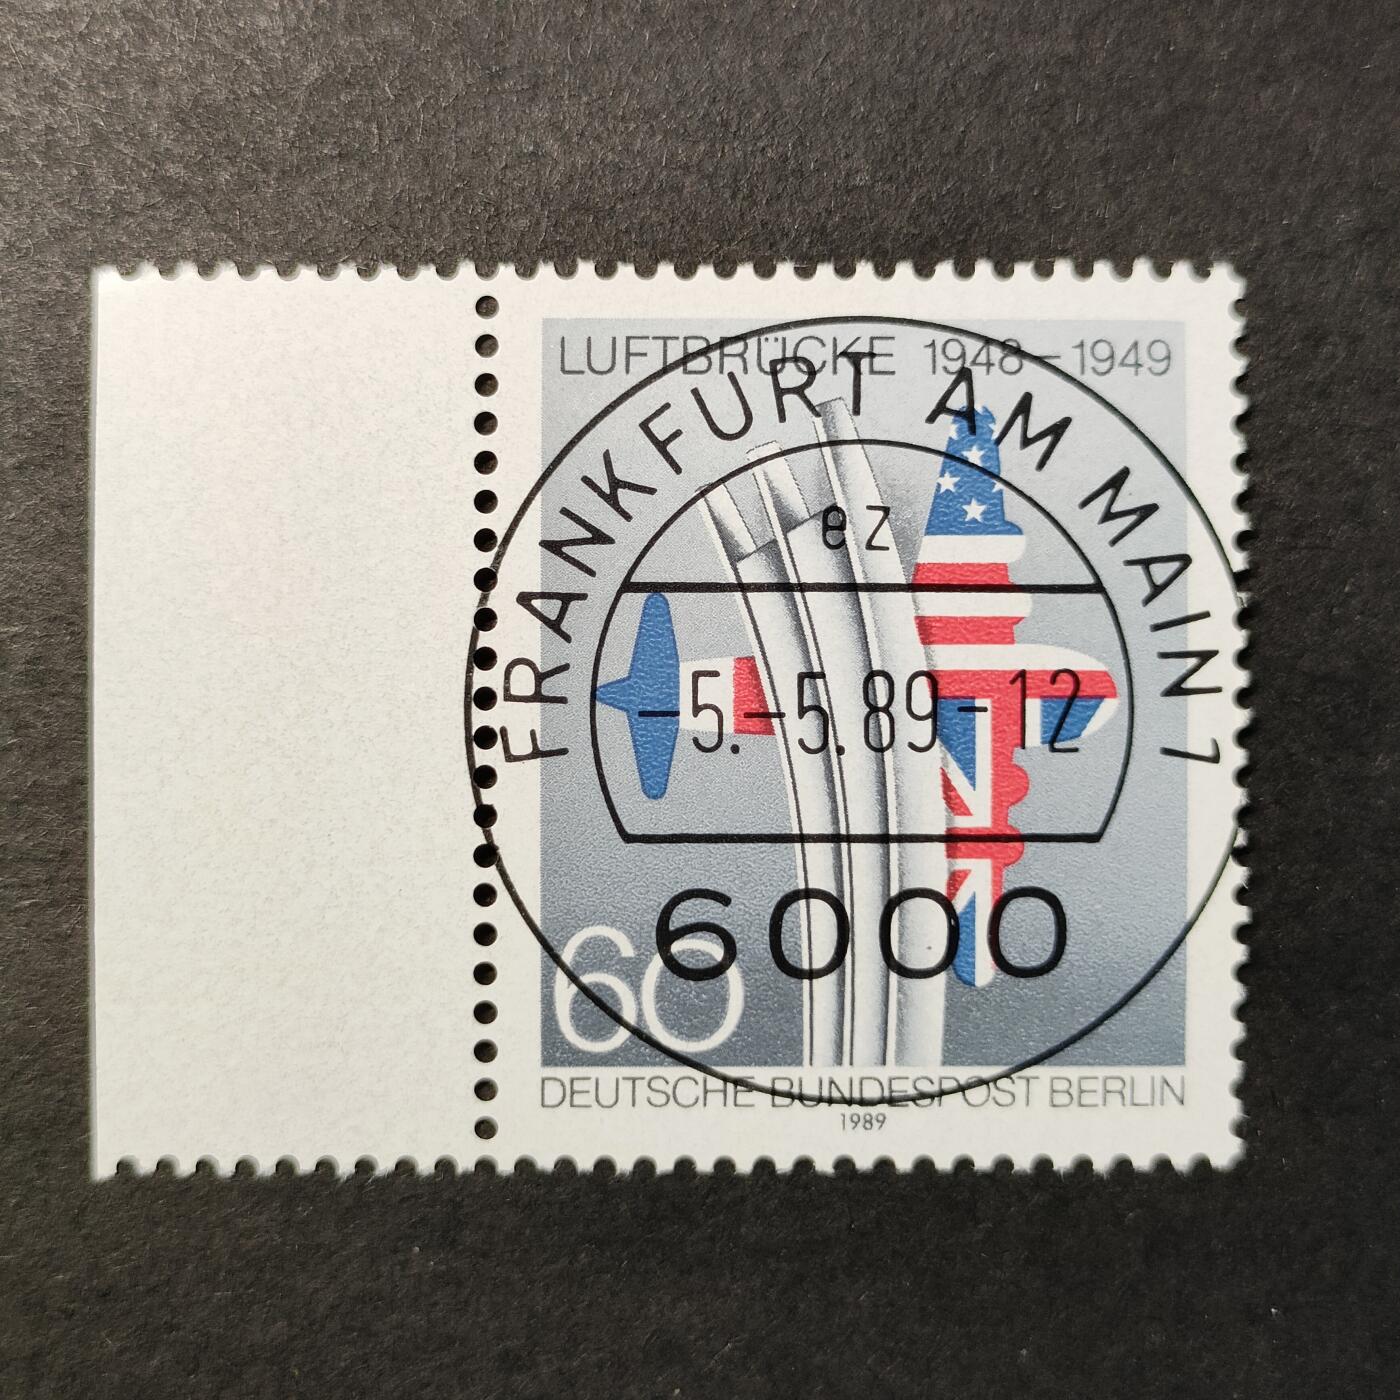 LUFTBRÜCKE 1948–1949
FRANKFURT AM MAIN 1
ez
-5.-5.89-12
6000
60
DEUTSCHE BUNDESPOST BERLIN
1989